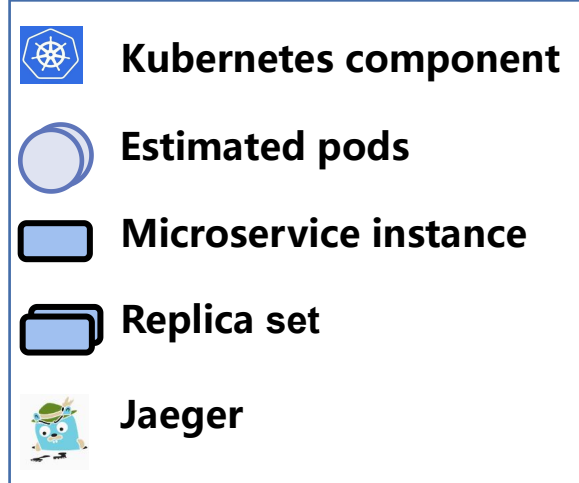 Kubernetes component
Estimated pods
Microservice instance
Replica set
Jaeger